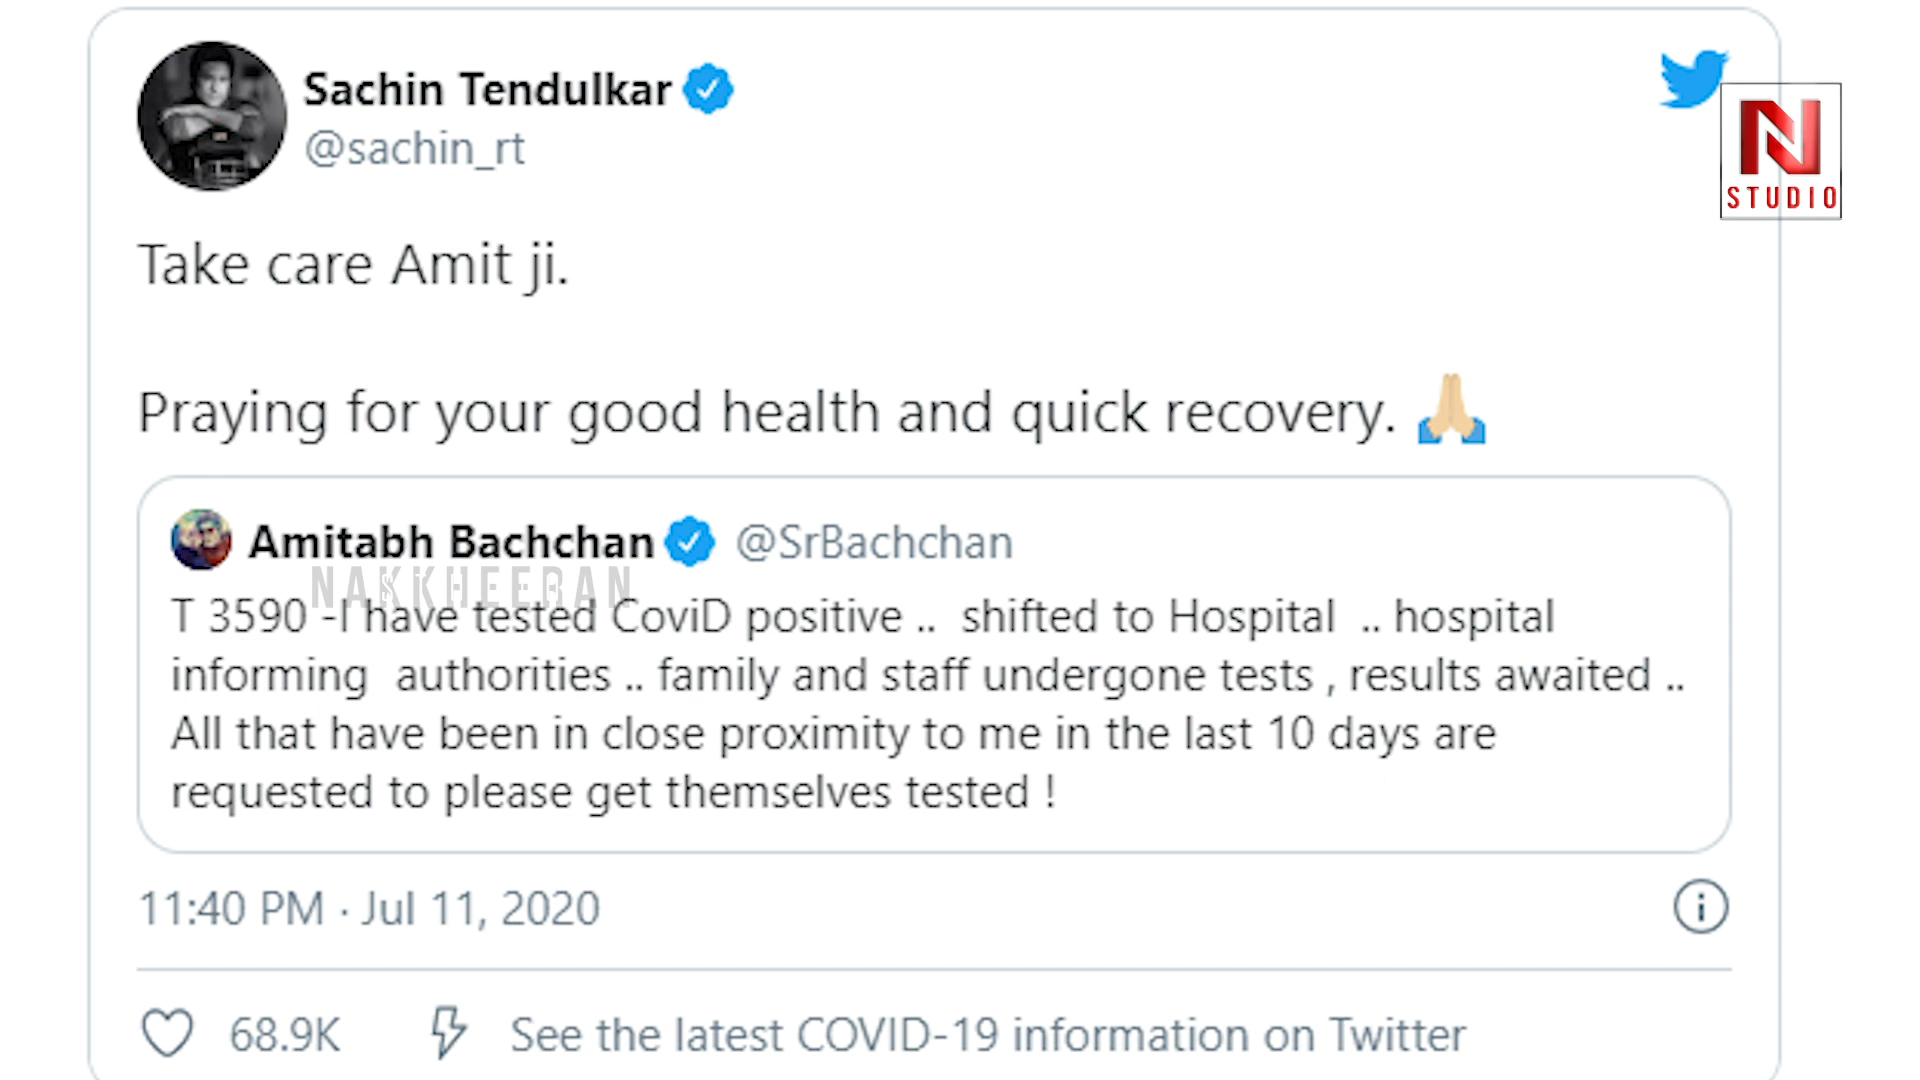 Sachin Tendulkar
@sachin_rt
N
STUDIO
Take care Amit ji.
Praying for your good health and quick recovery. 🙏🏼
Amitabh Bachchan @SrBachchan
NAKKHEERAN
T 3590 -I have tested CoviD positive .. shifted to Hospital .. hospital
informing authorities .. family and staff undergone tests , results awaited ..
All that have been in close proximity to me in the last 10 days are
requested to please get themselves tested !
11:40 PM · Jul 11, 2020
68.9K See the latest COVID-19 information on Twitter